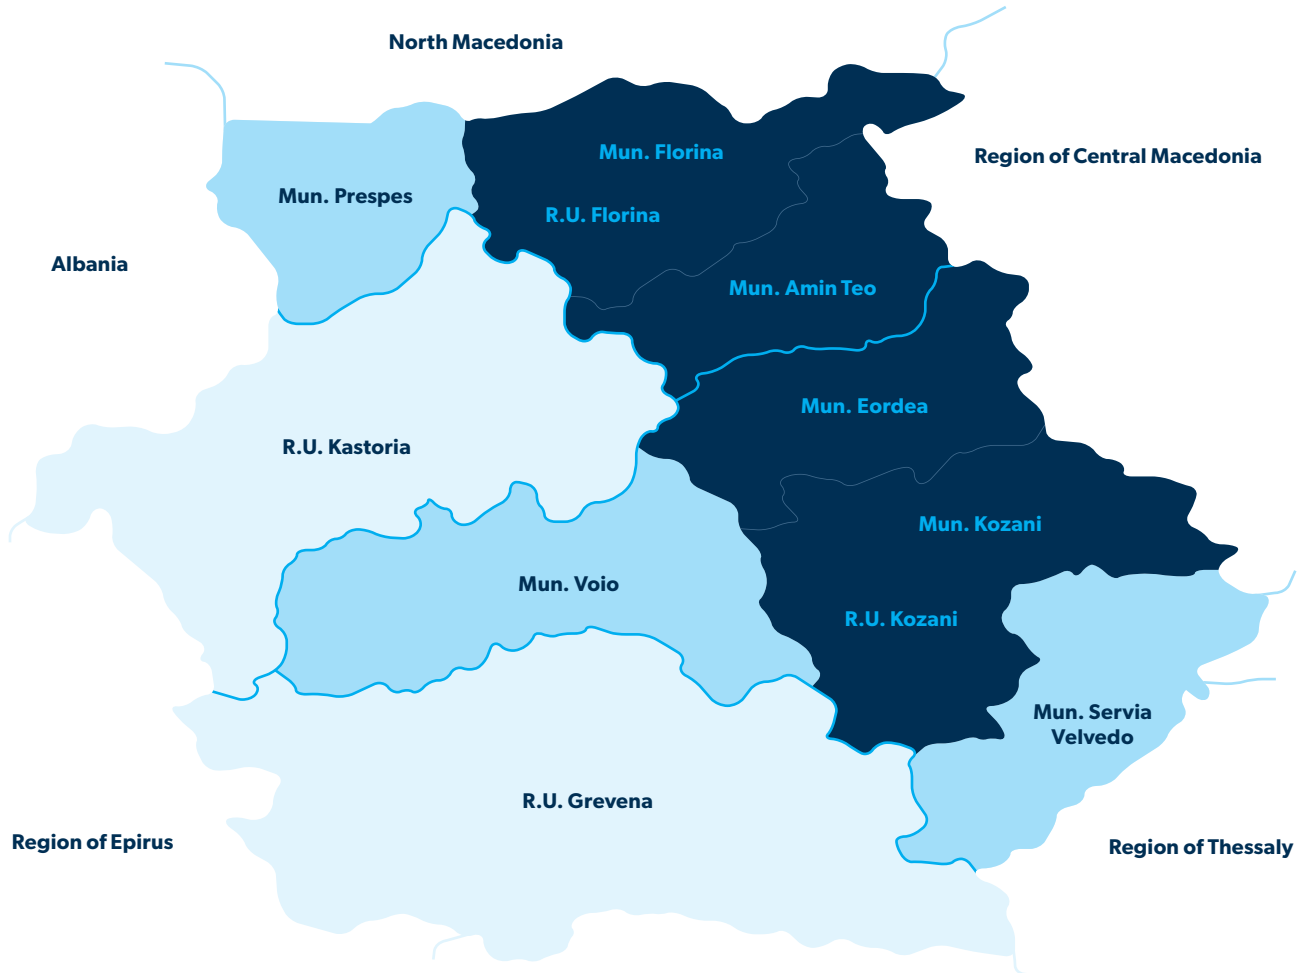 North Macedonia
Mun. Florina
Region of Central Macedonia
Mun. Prespes
R.U. Florina
Albania
Mun. Amin Teo
Mun. Eordea
R.U. Kastoria
Mun. Kozani
Mun. Voio
R.U. Kozani
Mun. Servia
Velvedo
R.U. Grevena
Region of Epirus
Region of Thessaly